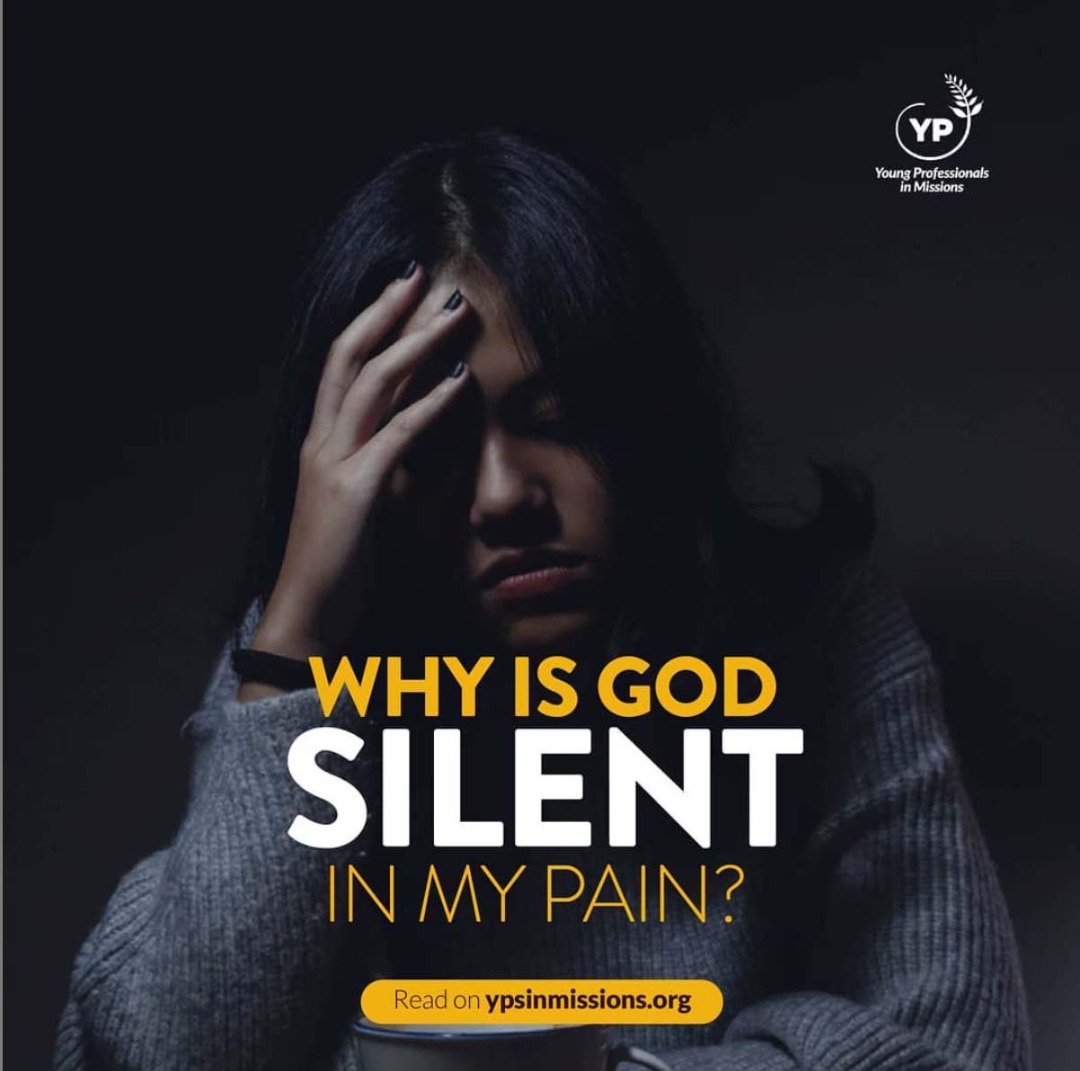 YP
Young Professionals
in Missions
WHY IS GOD
SILENT
IN MY PAIN?
Read on ypsinmissions.org